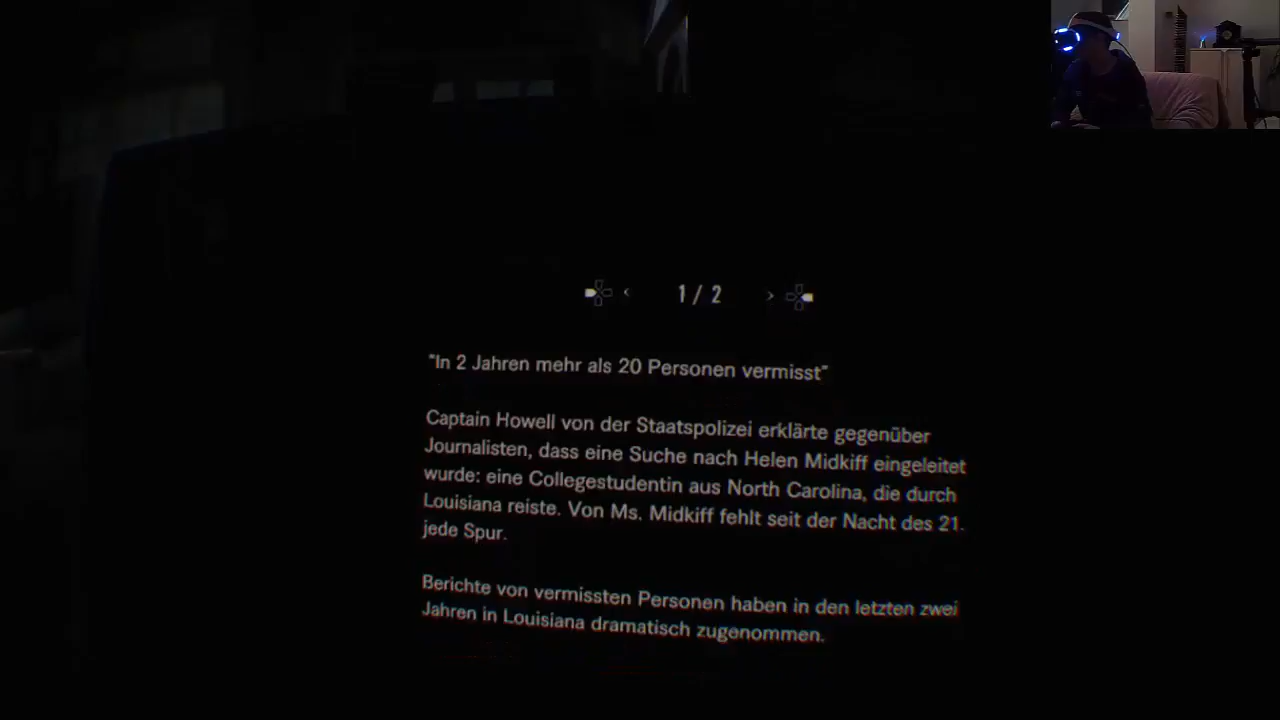 1 / 2
"In 2 Jahren mehr als 20 Personen vermisst"
Captain Howell von der Staatspolizei erklärte gegenüber
Journalisten, dass eine Suche nach Helen Midkiff eingeleitet
wurde: eine Collegestudentin aus North Carolina, die durch
Louisiana reiste. Von Ms. Midkiff fehlt seit der Nacht des 21.
jede Spur.
Berichte von vermissten Personen haben in den letzten zwei
Jahren in Louisiana dramatisch zugenommen.